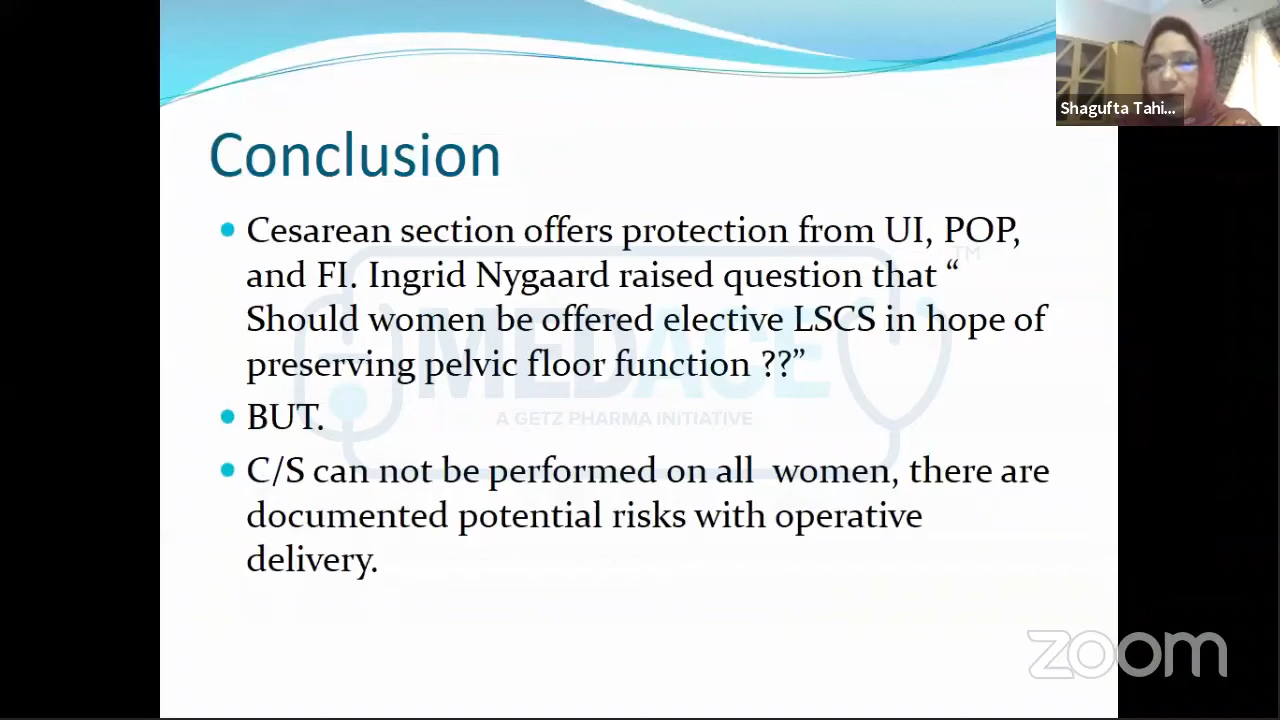 Shagufta Tahi...
Conclusion
Cesarean section offers protection from UI, POP,
and FI. Ingrid Nygaard raised question that “
Should women be offered elective LSCS in hope of
preserving pelvic floor function ??”
BUT.
C/S can not be performed on all  women, there are
documented potential risks with operative
delivery.
TM
MEDACE
A GETZ PHARMA INITIATIVE
zoom